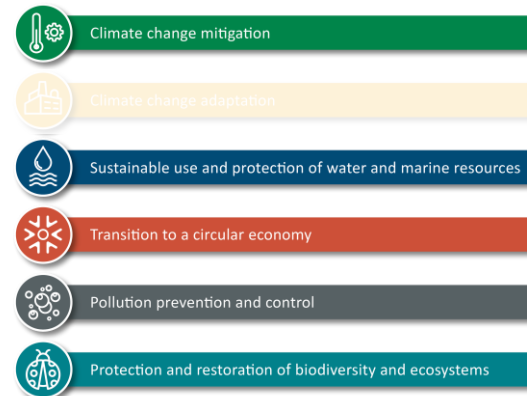 Climate change mitigation
Climate change adaptation
Sustainable use and protection of water and marine resources
Transition to a circular economy
Pollution prevention and control
Protection and restoration of biodiversity and ecosystems